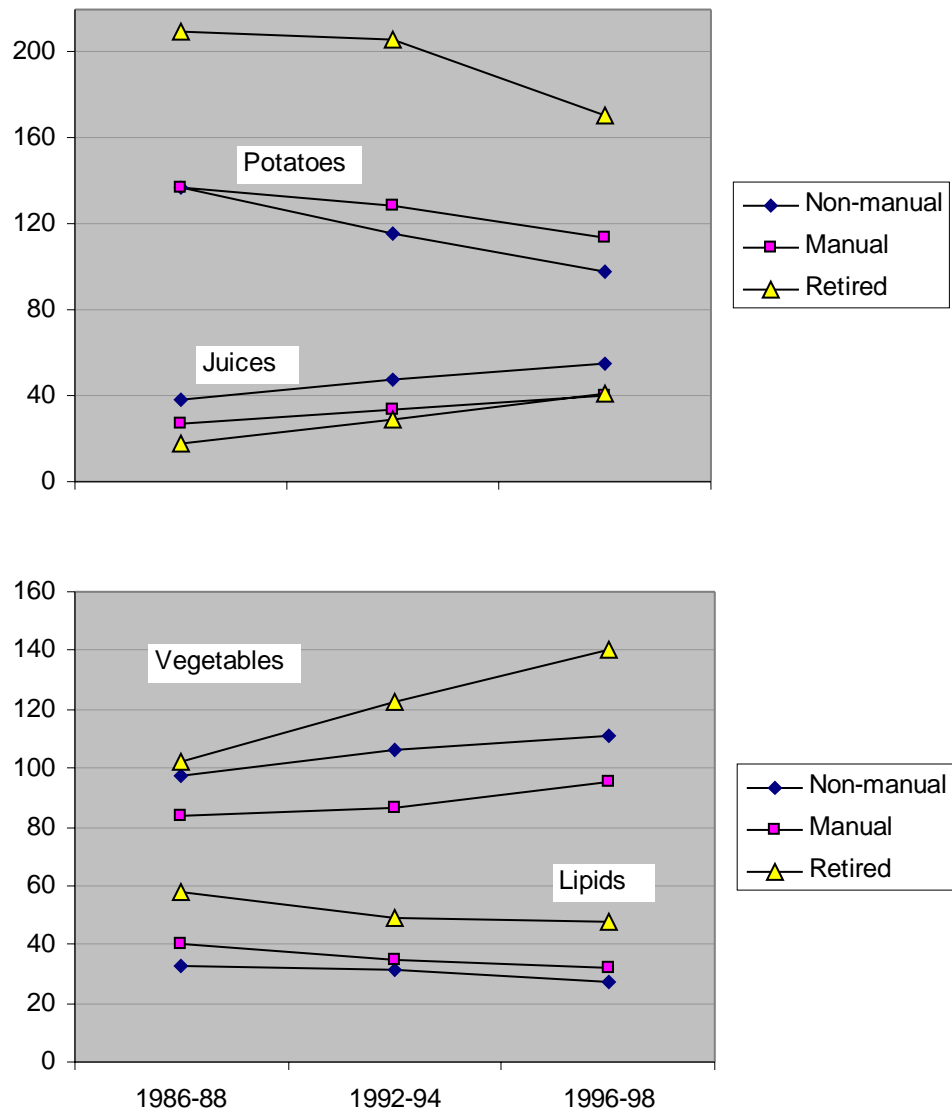 200
160
120
80
40
0
Potatoes
Juices
Non-manual
Manual
Retired
160
140
120
100
80
60
40
20
0
Vegetables
Lipids
Non-manual
Manual
Retired
1986-88 1992-94 1996-98